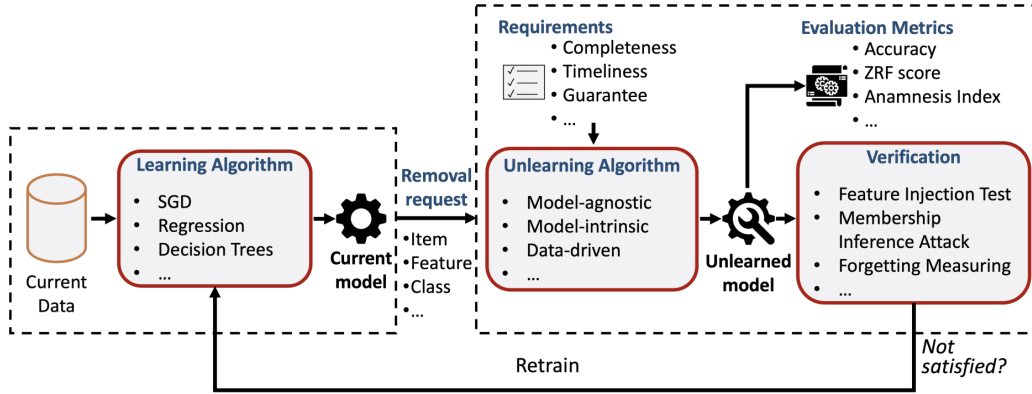 Requirements
• Completeness
• Timeliness
• Guarantee
• ...
Evaluation Metrics
• Accuracy
• ZRF score
• Anamnesis Index
• ...
Current
Data
Learning Algorithm
• SGD
• Regression
• Decision Trees
• ...
Current
model
Removal
request
•Item
•Feature
•Class
•...
Unlearning Algorithm
• Model-agnostic
• Model-intrinsic
• Data-driven
• ...
Unlearned
model
Verification
• Feature Injection Test
• Membership
Inference Attack
• Forgetting Measuring
• ...
Retrain
Not
satisfied?